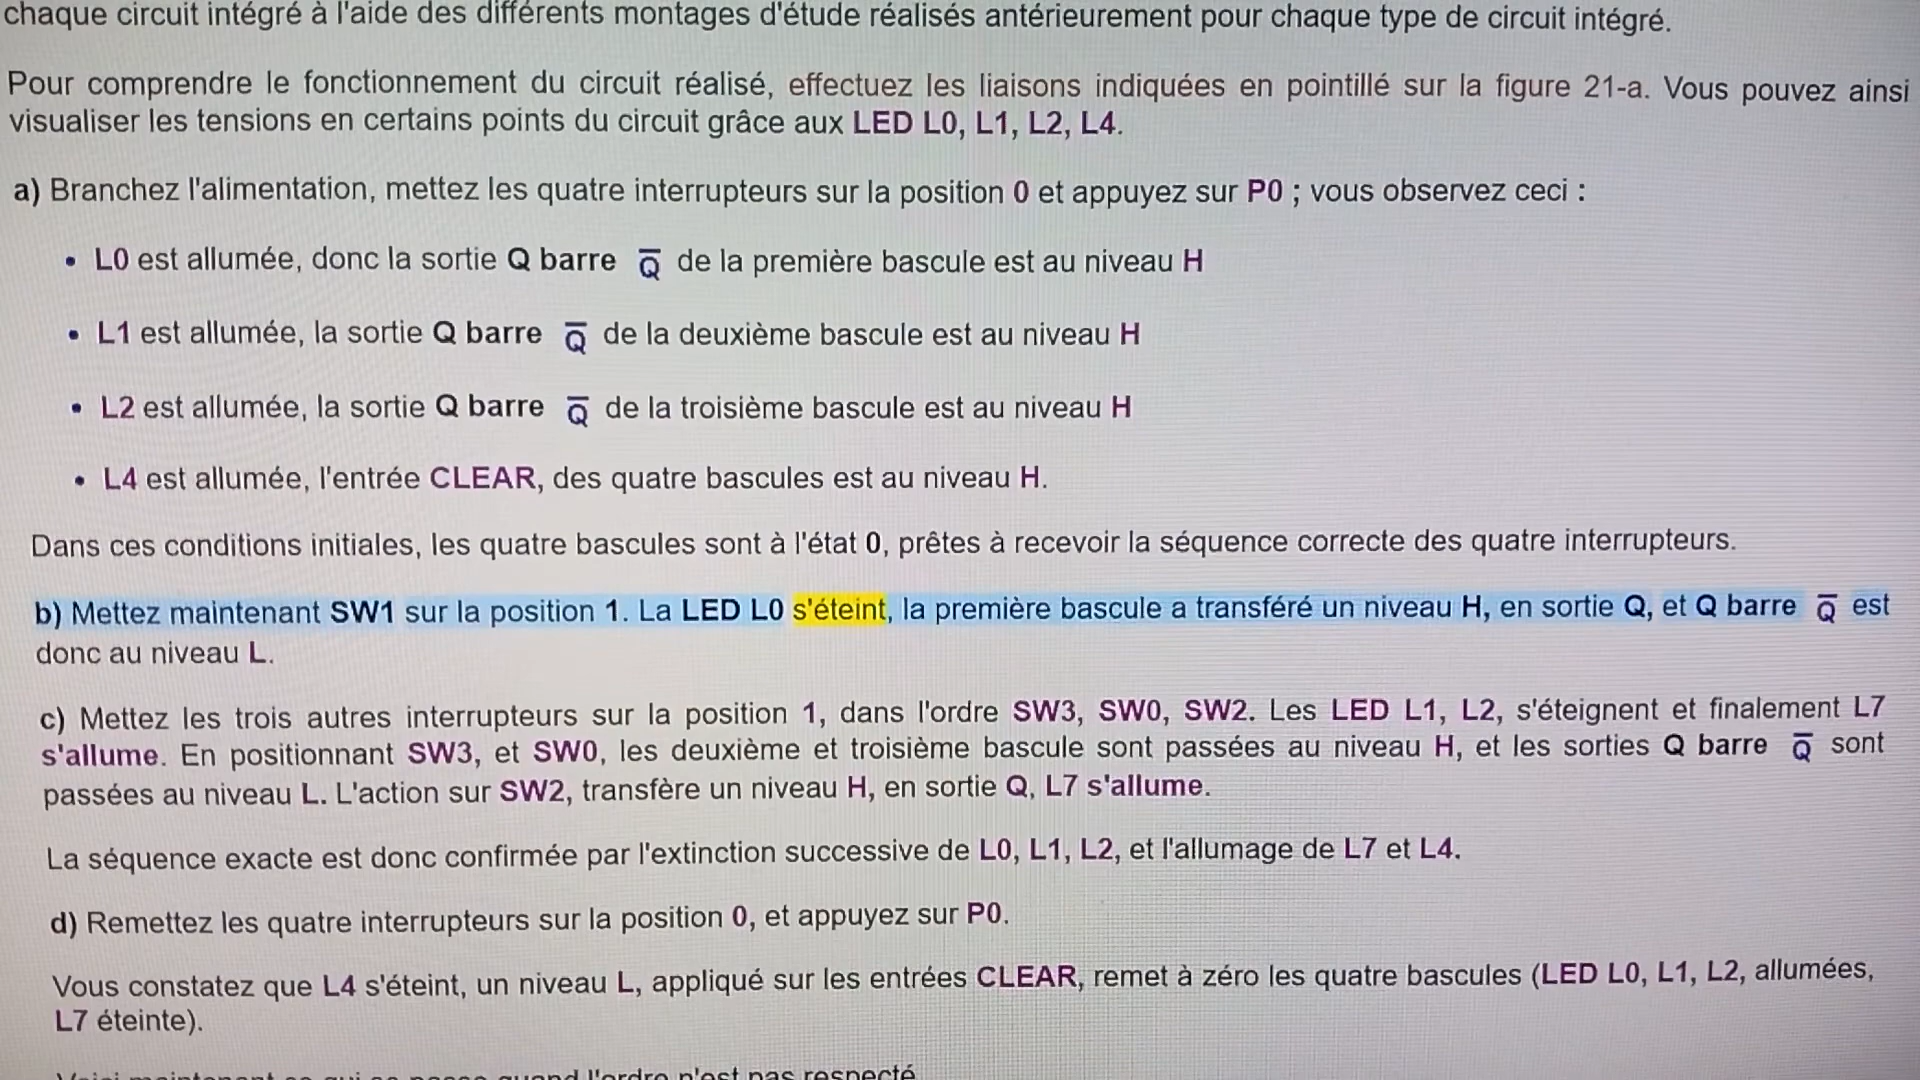 chaque circuit intégré à l'aide des différents montages d'étude réalisés antérieurement pour chaque type de circuit intégré.
Pour comprendre le fonctionnement du circuit réalisé, effectuez les liaisons indiquées en pointillé sur la figure 21-a. Vous pouvez ainsi
visualiser les tensions en certains points du circuit grâce aux LED L0, L1, L2, L4.
a) Branchez l'alimentation, mettez les quatre interrupteurs sur la position 0 et appuyez sur P0 ; vous observez ceci :
• L0 est allumée, donc la sortie Q barre Q̅ de la première bascule est au niveau H
• L1 est allumée, la sortie Q barre Q̅ de la deuxième bascule est au niveau H
• L2 est allumée, la sortie Q barre Q̅ de la troisième bascule est au niveau H
• L4 est allumée, l'entrée CLEAR, des quatre bascules est au niveau H.
Dans ces conditions initiales, les quatre bascules sont à l'état 0, prêtes à recevoir la séquence correcte des quatre interrupteurs.
b) Mettez maintenant SW1 sur la position 1. La LED L0 s'éteint, la première bascule a transféré un niveau H, en sortie Q, et Q barre Q̅ est
donc au niveau L.
c) Mettez les trois autres interrupteurs sur la position 1, dans l'ordre SW3, SW0, SW2. Les LED L1, L2, s'éteignent et finalement L7
s'allume. En positionnant SW3, et SW0, les deuxième et troisième bascule sont passées au niveau H, et les sorties Q barre Q̅ sont
passées au niveau L. L'action sur SW2, transfère un niveau H, en sortie Q, L7 s'allume.
La séquence exacte est donc confirmée par l'extinction successive de L0, L1, L2, et l'allumage de L7 et L4.
d) Remettez les quatre interrupteurs sur la position 0, et appuyez sur P0.
Vous constatez que L4 s'éteint, un niveau L, appliqué sur les entrées CLEAR, remet à zéro les quatre bascules (LED L0, L1, L2, allumées,
L7 éteinte).
Voici maintenant ce qui se passe quand l'ordre n'est pas respecté